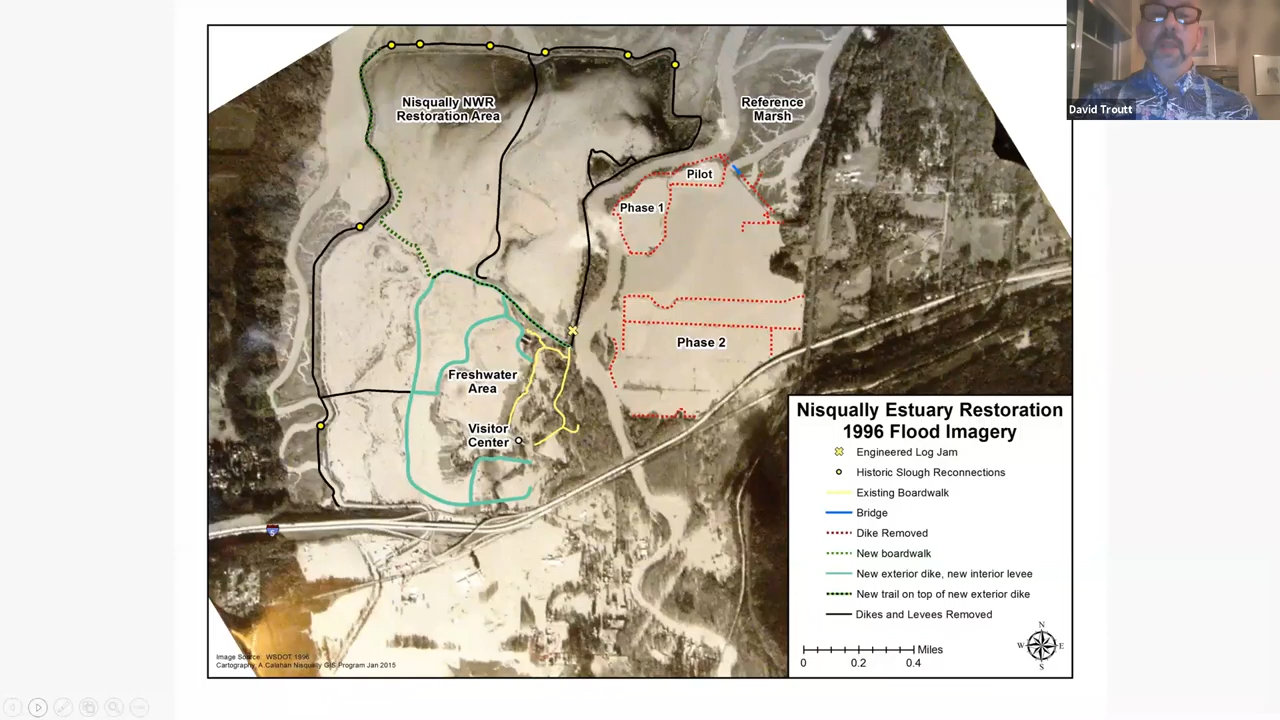 David Troutt
Nisqually NWR
Restoration Area
Reference
Marsh
Pilot
Phase 1
Phase 2
Freshwater
Area
Visitor
Center
5
Nisqually Estuary Restoration
1996 Flood Imagery
Engineered Log Jam
Historic Slough Reconnections
Existing Boardwalk
Bridge
Dike Removed
New boardwalk
New exterior dike, new interior levee
New trail on top of new exterior dike
Dikes and Levees Removed
Miles
0 0.2 0.4
N
W E
S
Image Source WSDOT 1996
Cartography, A.Calahan Nisqually GIS Program Jan 2015